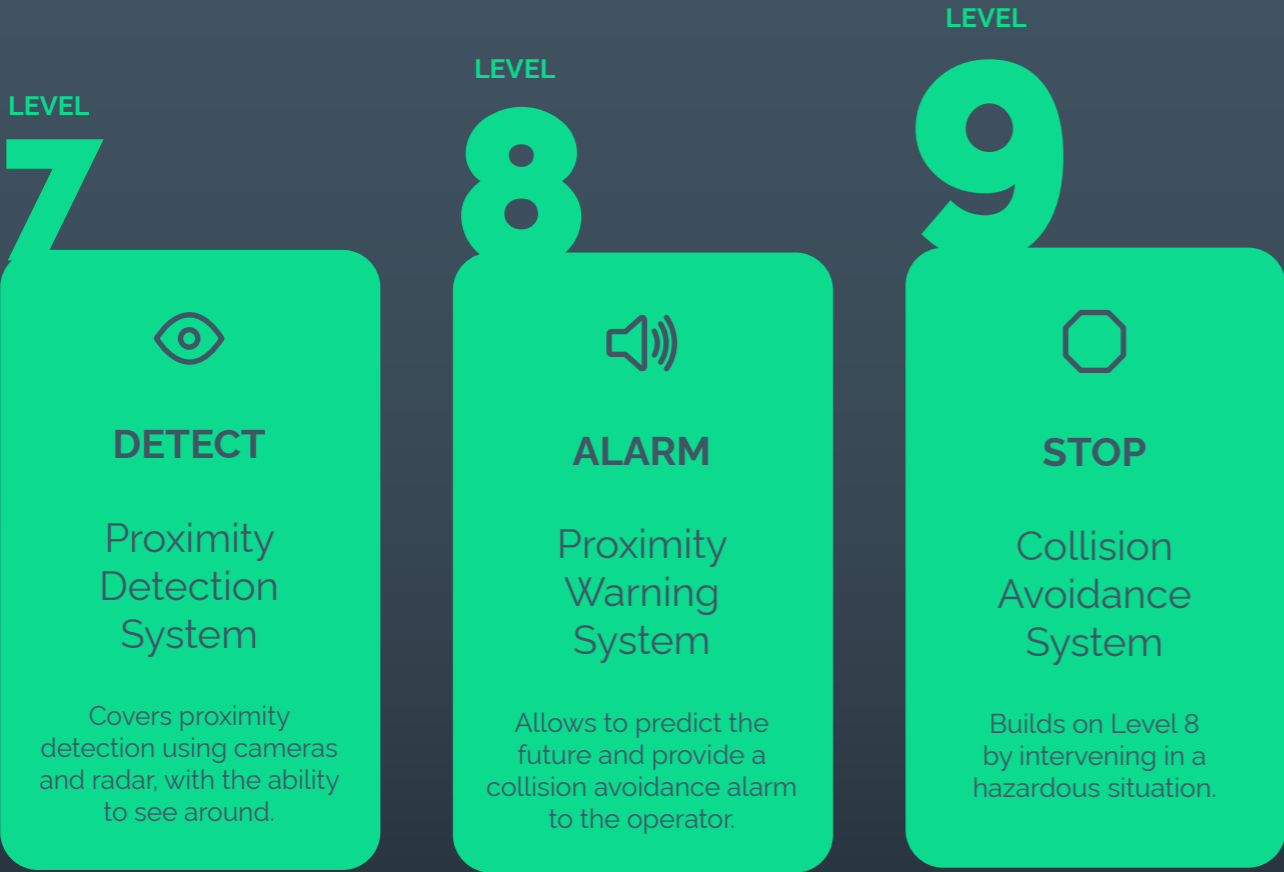 LEVEL
7
DETECT
Proximity
Detection
System
Covers proximity
detection using cameras
and radar, with the ability
to see around.
LEVEL
8
ALARM
Proximity
Warning
System
Allows to predict the
future and provide a
collision avoidance alarm
to the operator.
LEVEL
9
STOP
Collision
Avoidance
System
Builds on Level 8
by intervening in a
hazardous situation.